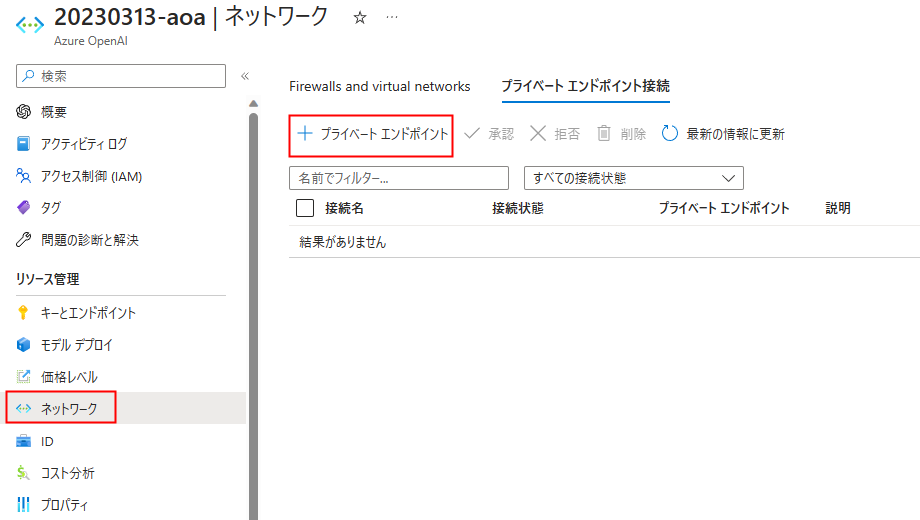 20230313-aoa | ネットワーク ☆ …
Azure OpenAI
検索 «
概要
アクティビティ ログ
アクセス制御 (IAM)
タグ
問題の診断と解決
リソース管理
キーとエンドポイント
モデル デプロイ
価格レベル
ネットワーク
ID
コスト分析
プロパティ
Firewalls and virtual networks プライベート エンドポイント接続
+ プライベート エンドポイント 承認 拒否 削除 最新の情報に更新
名前でフィルター... すべての接続状態
接続名 接続状態 プライベート エンドポイント 説明
結果がありません